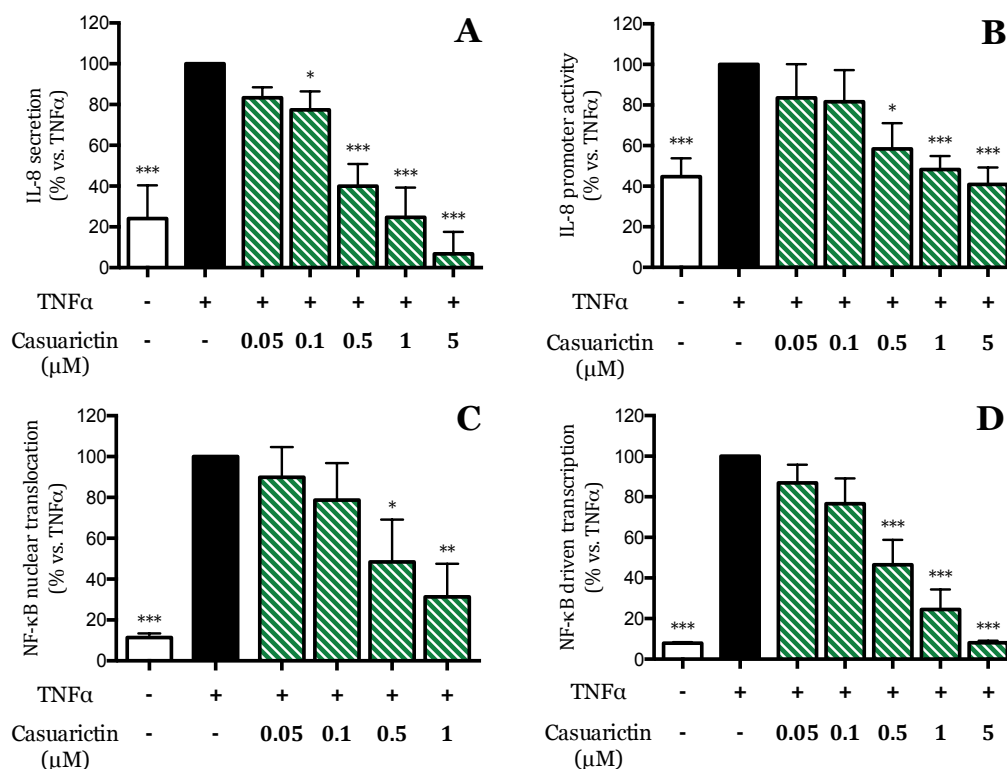 A
IL-8 secretion
(% vs. TNFα)
120
100
80
60
40
20
0
***
*
***
***
***
TNFα - + + + + + +
Casuarictin - - 0.05 0.1 0.5 1 5
(μM)
B
IL-8 promoter activity
(% vs. TNFα)
120
100
80
60
40
20
0
***
*
***
***
TNFα - + + + + + +
Casuarictin - - 0.05 0.1 0.5 1 5
(μM)
C
NF-κB nuclear translocation
(% vs. TNFα)
120
100
80
60
40
20
0
***
*
**
TNFα - + + + + +
Casuarictin - - 0.05 0.1 0.5 1
(μM)
D
NF-κB driven transcription
(% vs. TNFα)
120
100
80
60
40
20
0
***
***
***
***
TNFα - + + + + + +
Casuarictin - - 0.05 0.1 0.5 1 5
(μM)